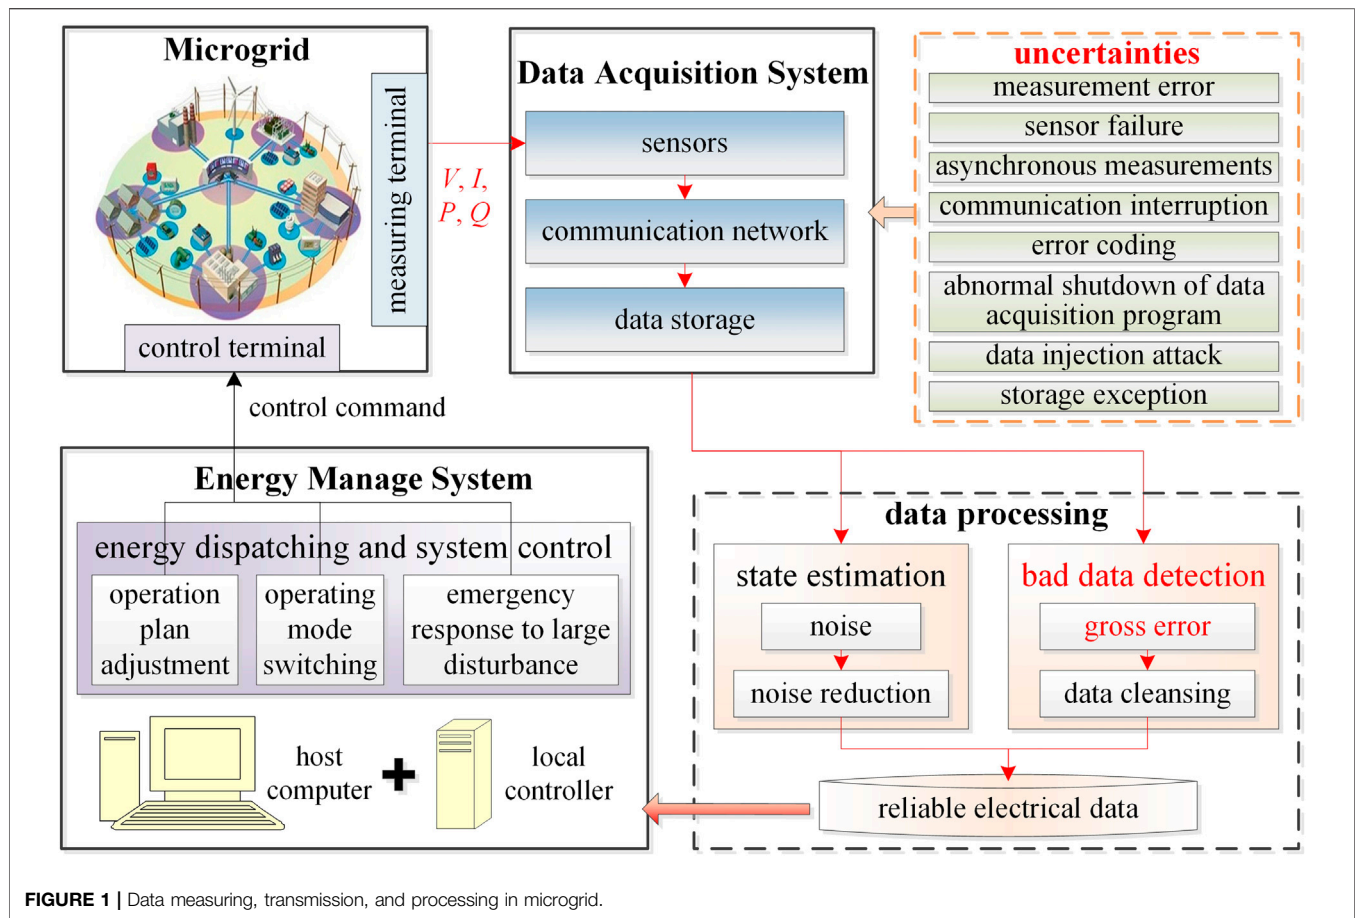 Microgrid
measuring terminal
control terminal
V, I,
P, Q
Data Acquisition System
sensors
communication network
data storage
uncertainties
measurement error
sensor failure
asynchronous measurements
communication interruption
error coding
abnormal shutdown of data
acquisition program
data injection attack
storage exception
control command
Energy Manage System
energy dispatching and system control
operation
plan
adjustment
operating
mode
switching
emergency
response to large
disturbance
host
computer
local
controller
data processing
state estimation
noise
noise reduction
bad data detection
gross error
data cleansing
reliable electrical data
FIGURE 1 | Data measuring, transmission, and processing in microgrid.